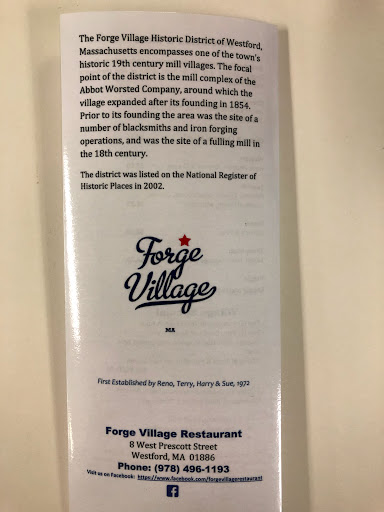 The Forge Village Historic District of Westford,
Massachusetts encompasses one of the town's
historic 19th century mill villages. The focal
point of the district is the mill complex of the
Abbot Worsted Company, around which the
village expanded after its founding in 1854.
Prior to its founding the area was the site of a
number of blacksmiths and iron forging
operations, and was the site of a fulling mill in
the 18th century.
The district was listed on the National Register of
Historic Places in 2002.
Forge
Village
MA
First Established by Reno, Terry, Harry & Sue, 1972
Forge Village Restaurant
8 West Prescott Street
Westford, MA 01886
Phone: (978) 496-1193
Visit us on Facebook: https://www.facebook.com/forgevillagerestaurant